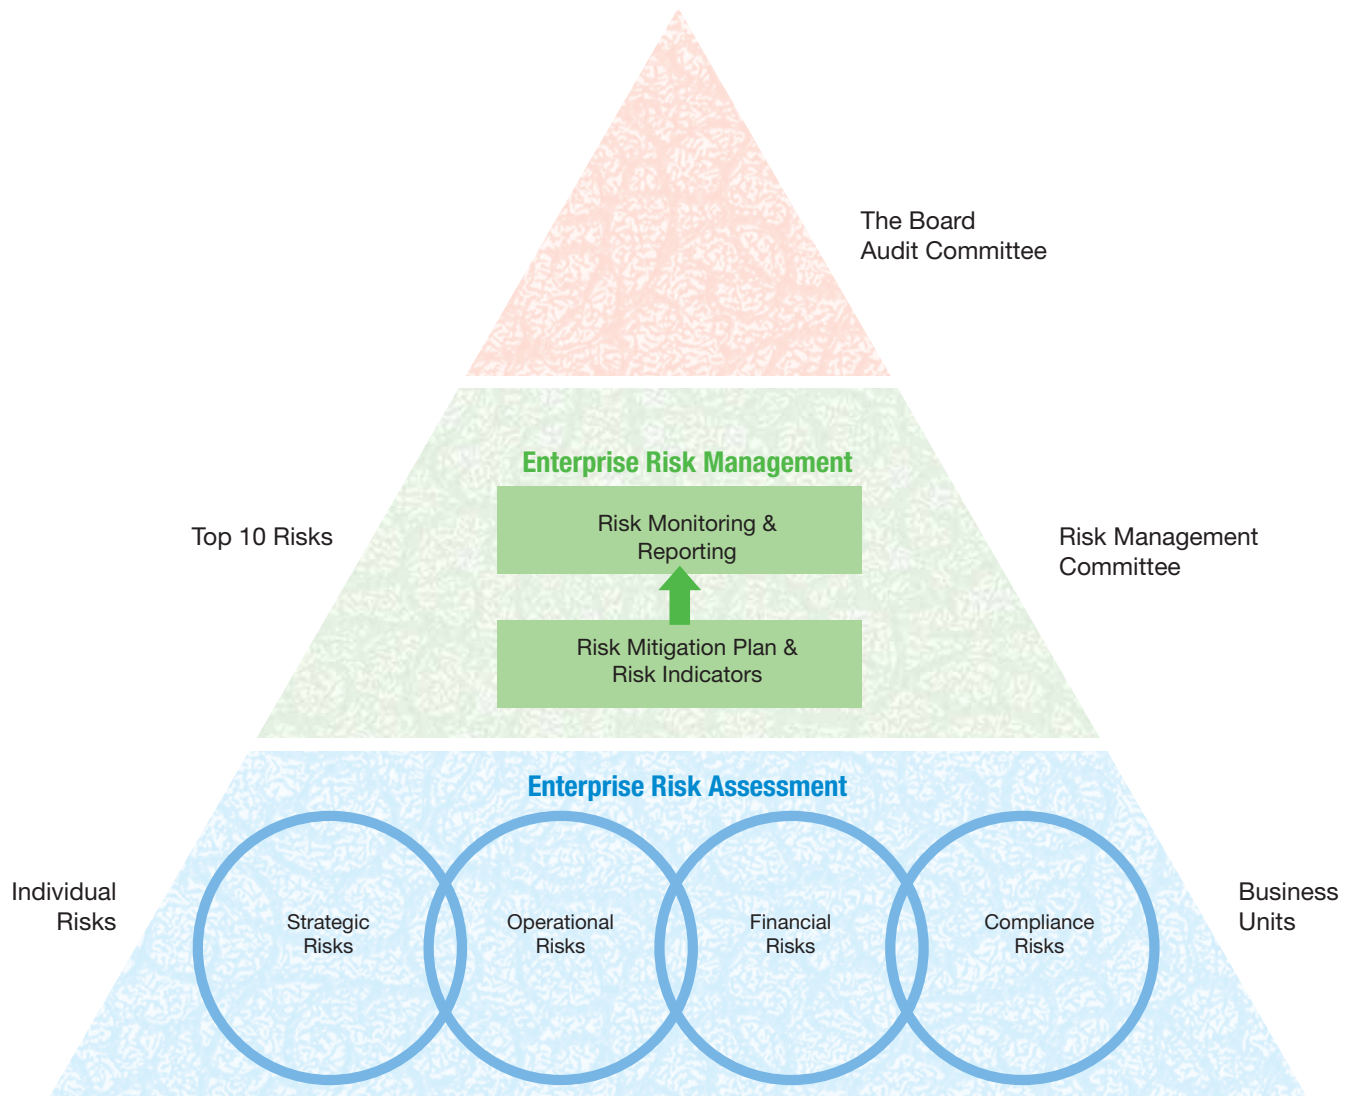 The Board
Audit Committee
Enterprise Risk Management
Risk Monitoring &
Reporting
Top 10 Risks
Risk Management
Committee
Risk Mitigation Plan &
Risk Indicators
Enterprise Risk Assessment
Individual
Risks
Strategic
Risks
Operational
Risks
Financial
Risks
Compliance
Risks
Business
Units